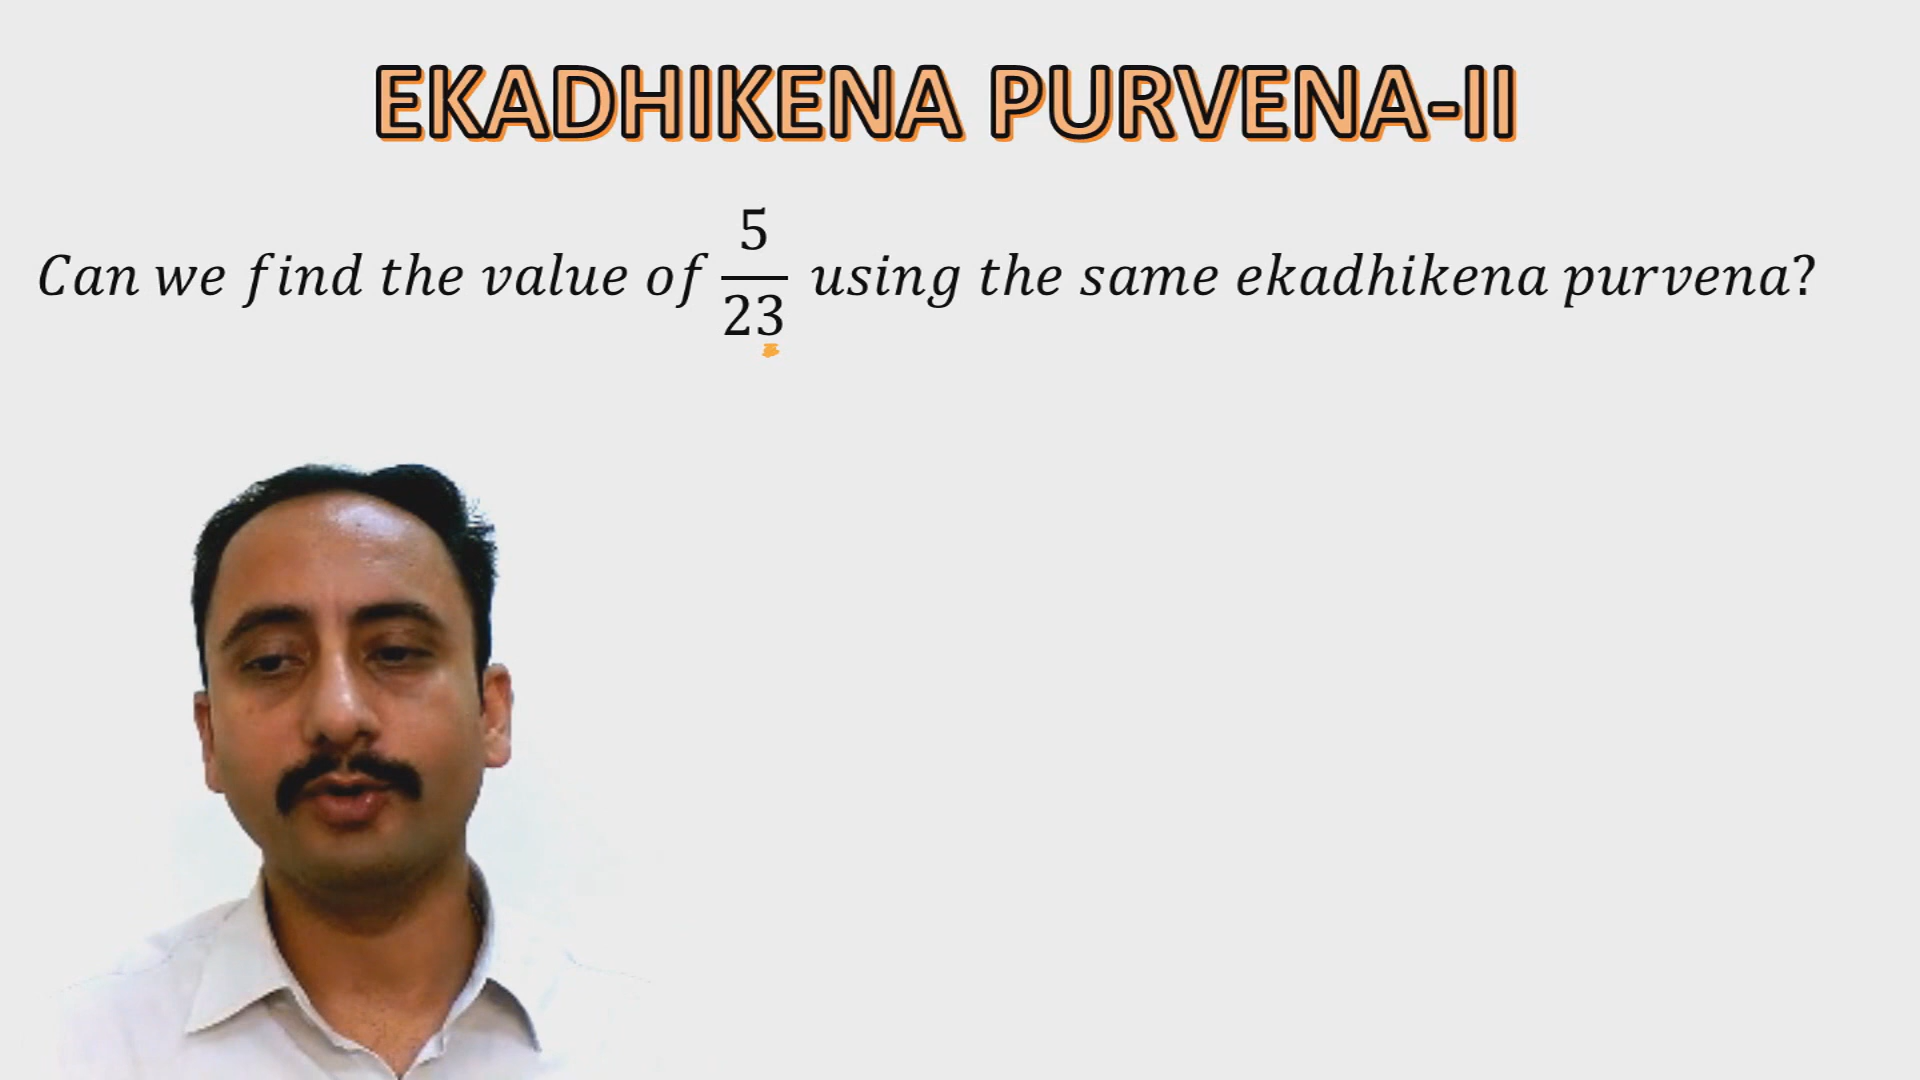 EKADHIKENA PURVENA-II
Can we find the value of 5/23 using the same ekadhikena purvena?